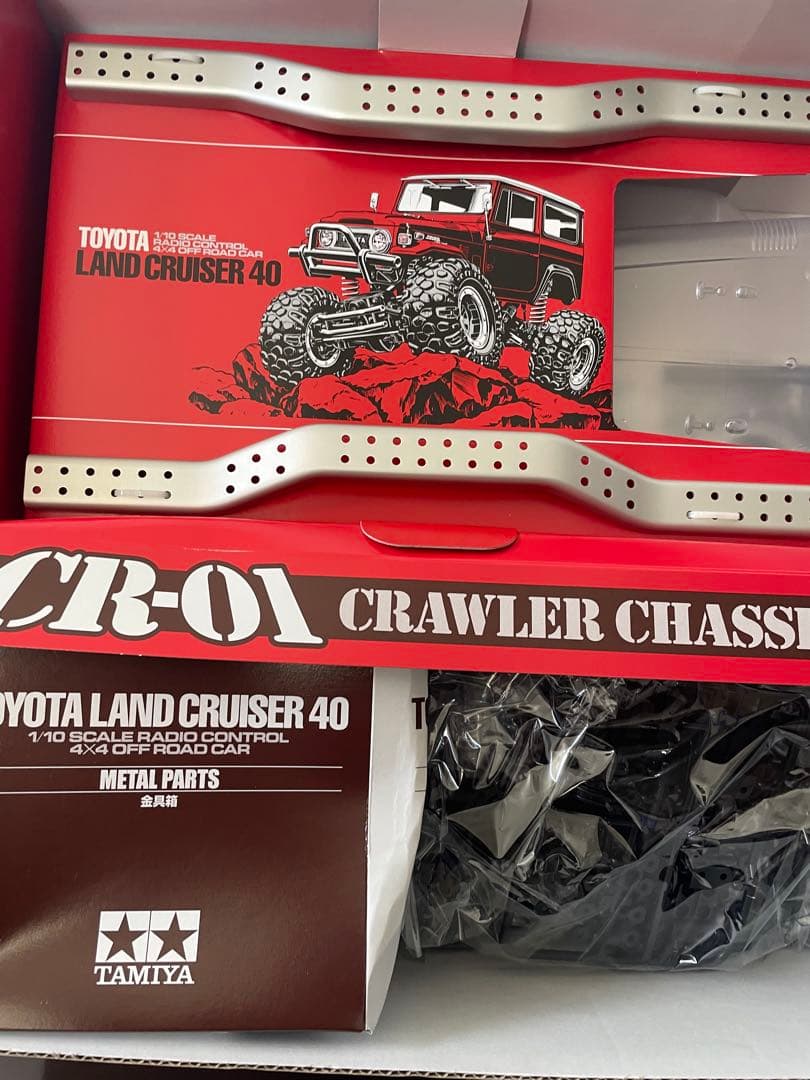 TOYOTA 1/10 SCALE
RADIO CONTROL
4×4 OFF ROAD CAR
LAND CRUISER 40
CR-01 CRAWLER CHASSI
OYOTA LAND CRUISER 40
1/10 SCALE RADIO CONTROL
4×4 OFF ROAD CAR
METAL PARTS
金具箱
TAMIYA
T